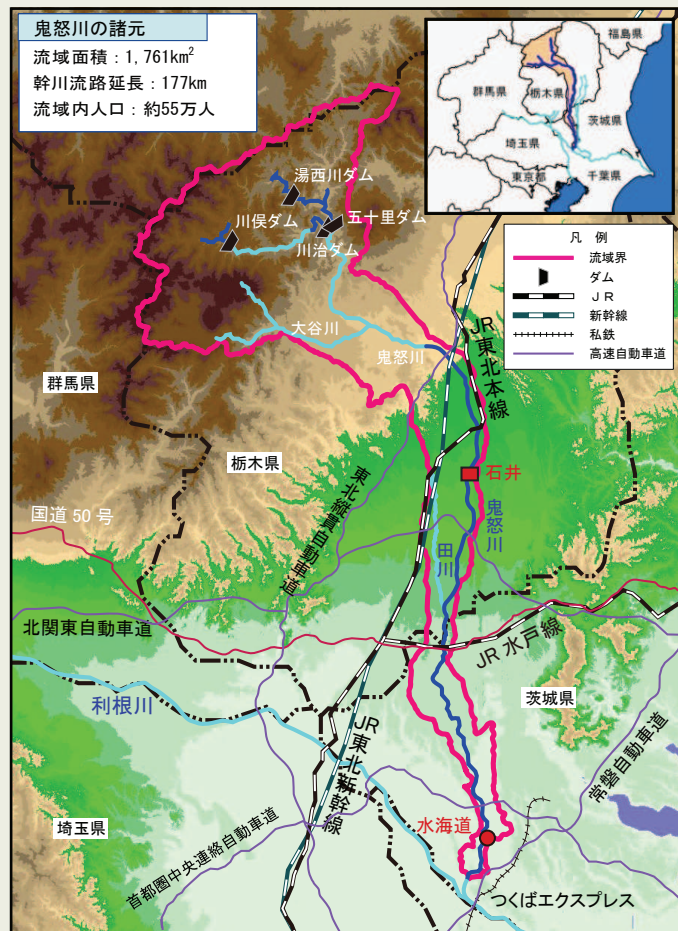 鬼怒川の諸元
流域面積：1,761km²
幹川流路延長：177km
流域内人口：約55万人
福島県
群馬県
栃木県
茨城県
埼玉県
東京都
千葉県
湯西川ダム
川俣ダム
五十里ダム
川治ダム
凡 例
流域界
ダム
ＪＲ
新幹線
私鉄
高速自動車道
大谷川
鬼怒川
JR東北本線
群馬県
栃木県
石井
東北縦貫自動車道
国道50号
鬼怒川
田川
北関東自動車道
JR水戸線
利根川
茨城県
JR東北新幹線
常磐自動車道
埼玉県
水海道
首都圏中央連絡自動車道
つくばエクスプレス